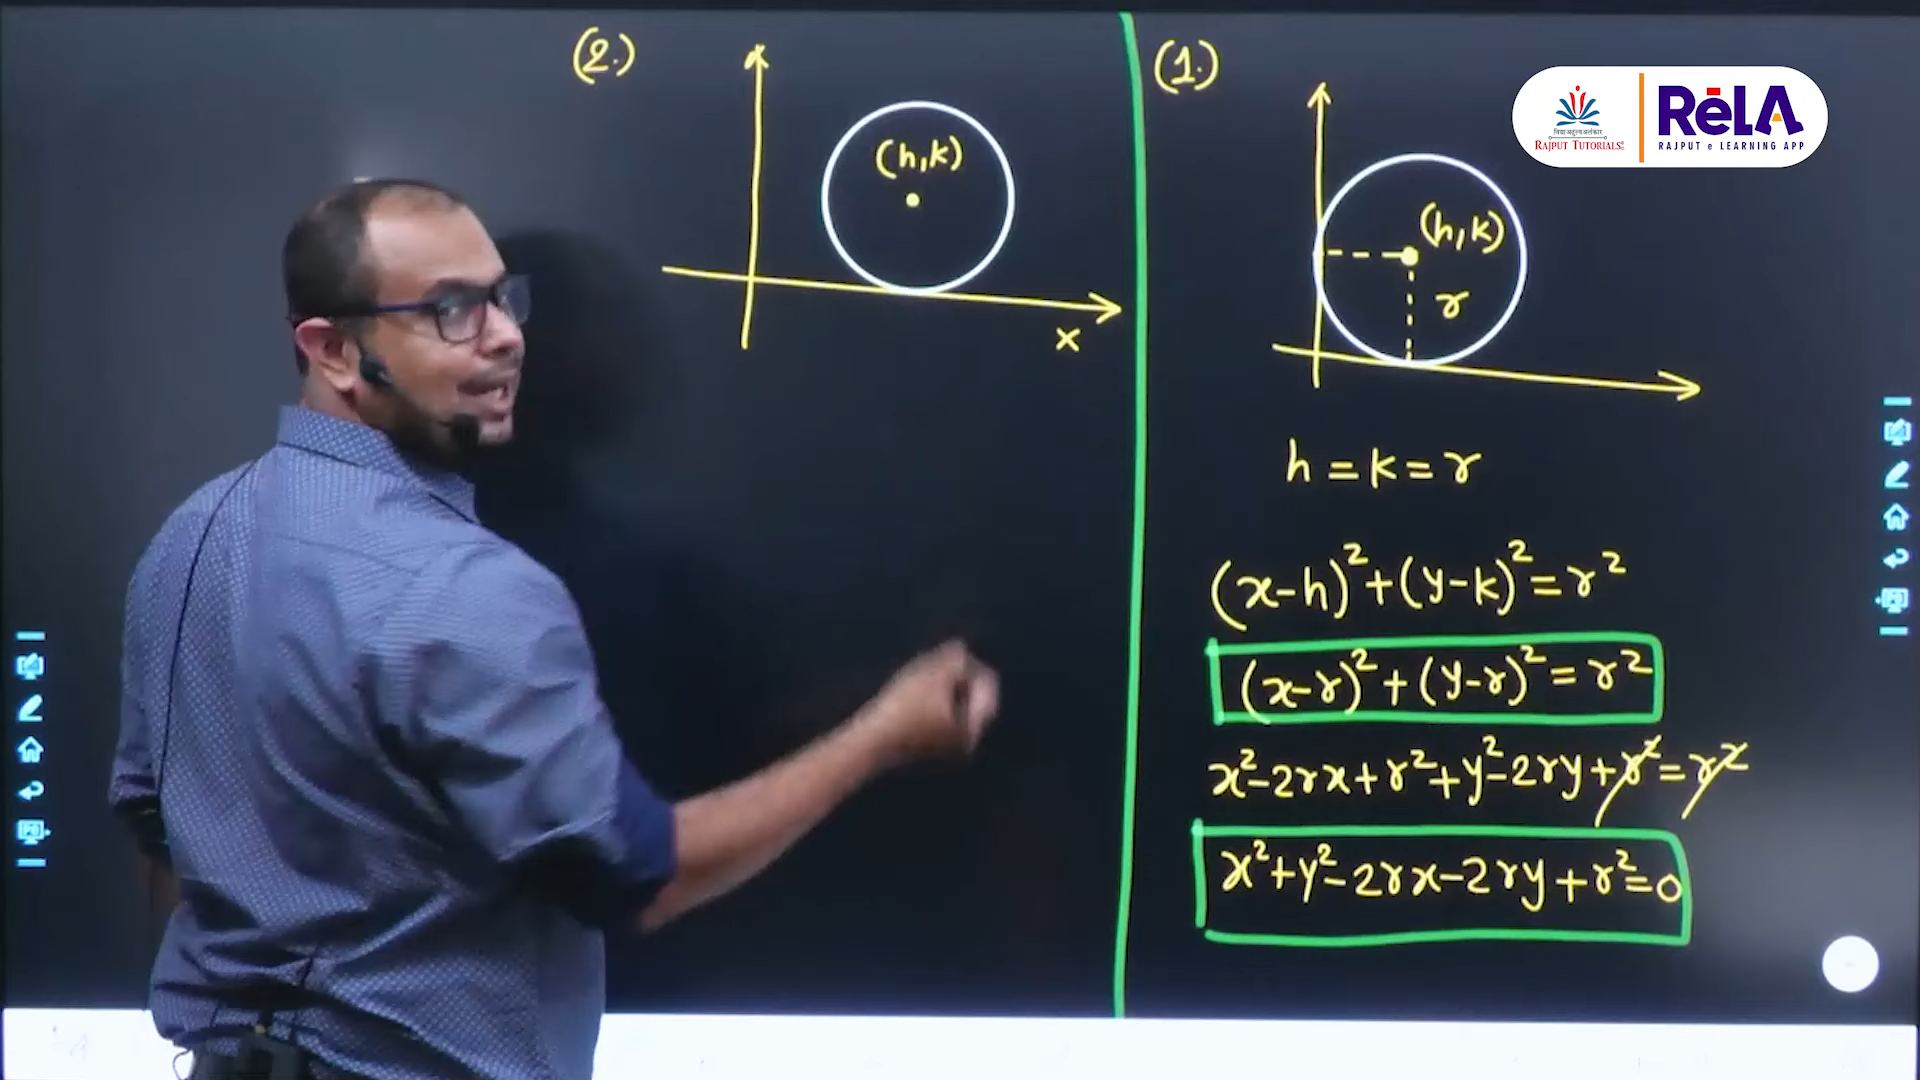 (2.)
(h,k)
x
(1.)
(h,k)
r
h = k = r
(x-h)²+(y-k)²=r²
(x-r)²+(y-r)²=r²
x²-2rx+r²+y²-2ry+r²=r²
x²+y²-2rx-2ry+r²=0
RAJPUT TUTORIALS
RELA
RAJPUT e LEARNING APP